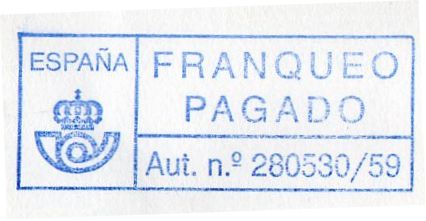 ESPAÑA
FRANQUEO
PAGADO
Aut. n.º 280530/59